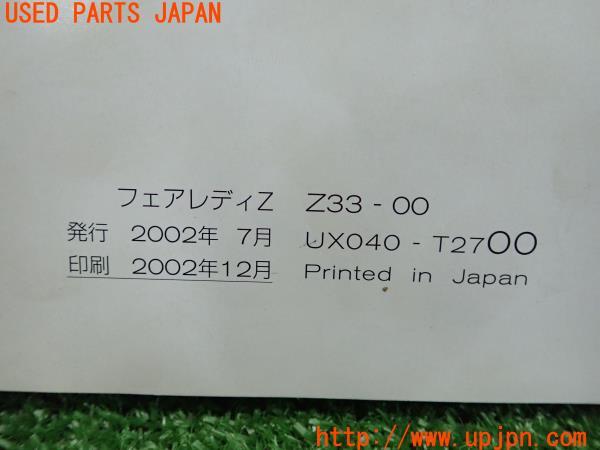 USED PARTS JAPAN
フェアレディZ Z33-00
発行 2002年 7月 UX040-T2700
印刷 2002年12月 Printed in Japan
http://www.upjpn.com